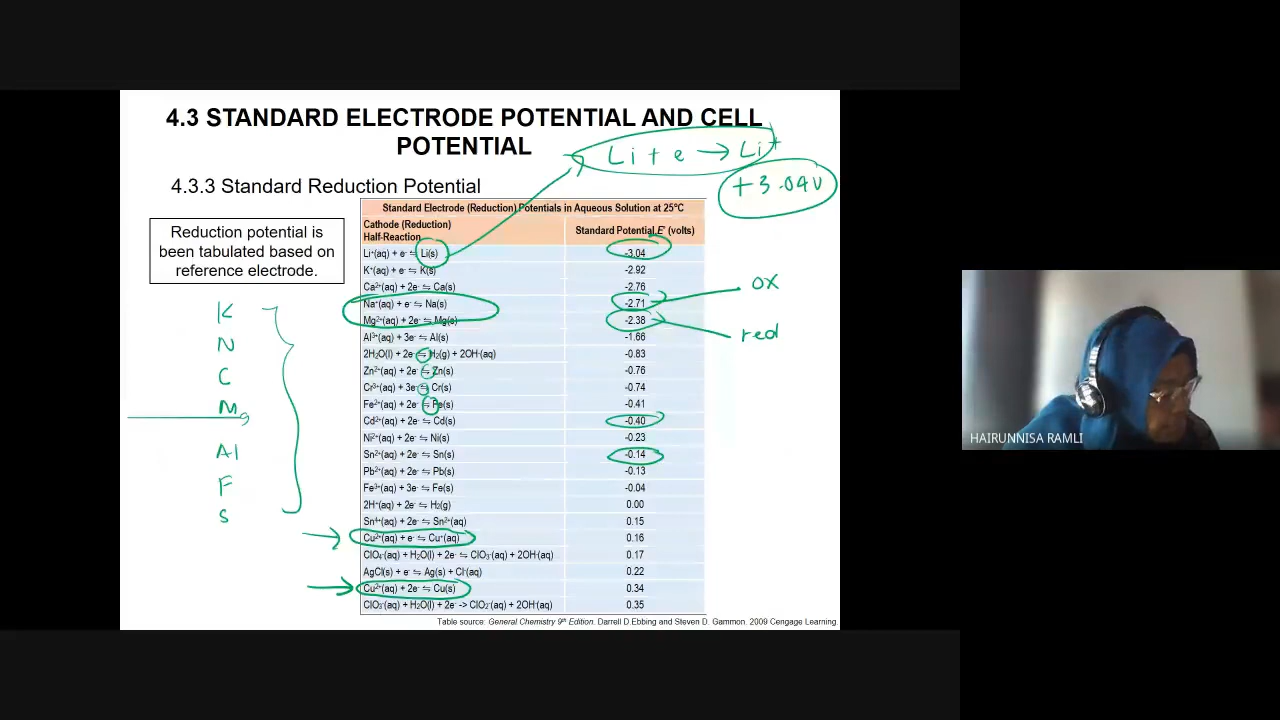 4.3 STANDARD ELECTRODE POTENTIAL AND CELL
POTENTIAL
Li + e → Li⁺
+3.04V
4.3.3 Standard Reduction Potential
Reduction potential is
been tabulated based on
reference electrode.
K
N
C
Mg
Al
F
S
Standard Electrode (Reduction) Potentials in Aqueous Solution at 25°C
Cathode (Reduction)
Half-Reaction
Standard Potential E° (volts)
Li⁺(aq) + e⁻ ⇋ Li(s) -3.04
K⁺(aq) + e⁻ ⇋ K(s) -2.92
Ca²⁺(aq) + 2e⁻ ⇋ Ca(s) -2.76
Na⁺(aq) + e⁻ ⇋ Na(s) -2.71
ox
Mg²⁺(aq) + 2e⁻ ⇋ Mg(s) -2.38
red
Al³⁺(aq) + 3e⁻ ⇋ Al(s) -1.66
2H₂O(l) + 2e⁻ ⇋ H₂(g) + 2OH⁻(aq) -0.83
Zn²⁺(aq) + 2e⁻ ⇋ Zn(s) -0.76
Cr³⁺(aq) + 3e⁻ ⇋ Cr(s) -0.74
Fe²⁺(aq) + 2e⁻ ⇋ Fe(s) -0.41
Cd²⁺(aq) + 2e⁻ ⇋ Cd(s) -0.40
Ni²⁺(aq) + 2e⁻ ⇋ Ni(s) -0.23
Sn²⁺(aq) + 2e⁻ ⇋ Sn(s) -0.14
Pb²⁺(aq) + 2e⁻ ⇋ Pb(s) -0.13
Fe³⁺(aq) + 3e⁻ ⇋ Fe(s) -0.04
2H⁺(aq) + 2e⁻ ⇋ H₂(g) 0.00
Sn⁴⁺(aq) + 2e⁻ ⇋ Sn²⁺(aq) 0.15
Cu²⁺(aq) + e⁻ ⇋ Cu⁺(aq) 0.16
ClO₄⁻(aq) + H₂O(l) + 2e⁻ ⇋ ClO₃⁻(aq) + 2OH⁻(aq) 0.17
AgCl(s) + e⁻ ⇋ Ag(s) + Cl⁻(aq) 0.22
Cu²⁺(aq) + 2e⁻ ⇋ Cu(s) 0.34
ClO₃⁻(aq) + H₂O(l) + 2e⁻ -> ClO₂⁻(aq) + 2OH⁻(aq) 0.35
Table source: General Chemistry 9th Edition. Darrell D.Ebbing and Steven D. Gammon. 2009 Cengage Learning.
HAIRUNNISA RAMLI